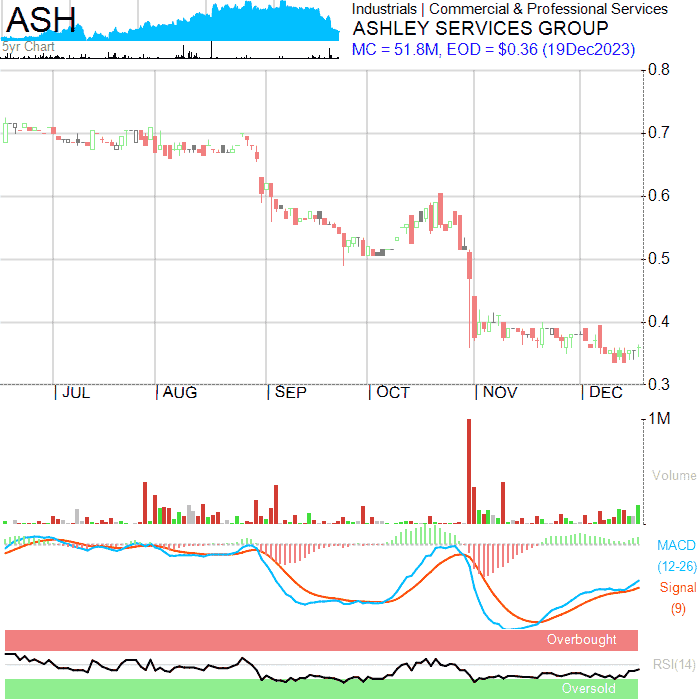 ASH
5yr Chart
Industrials | Commercial & Professional Services
ASHLEY SERVICES GROUP
MC = 51.8M, EOD = $0.36 (19Dec2023)
0.8
0.7
0.6
0.5
0.4
0.3
JUL
AUG
SEP
OCT
NOV
DEC
1M
Volume
MACD
(12-26)
Signal
(9)
Overbought
RSI(14)
Oversold